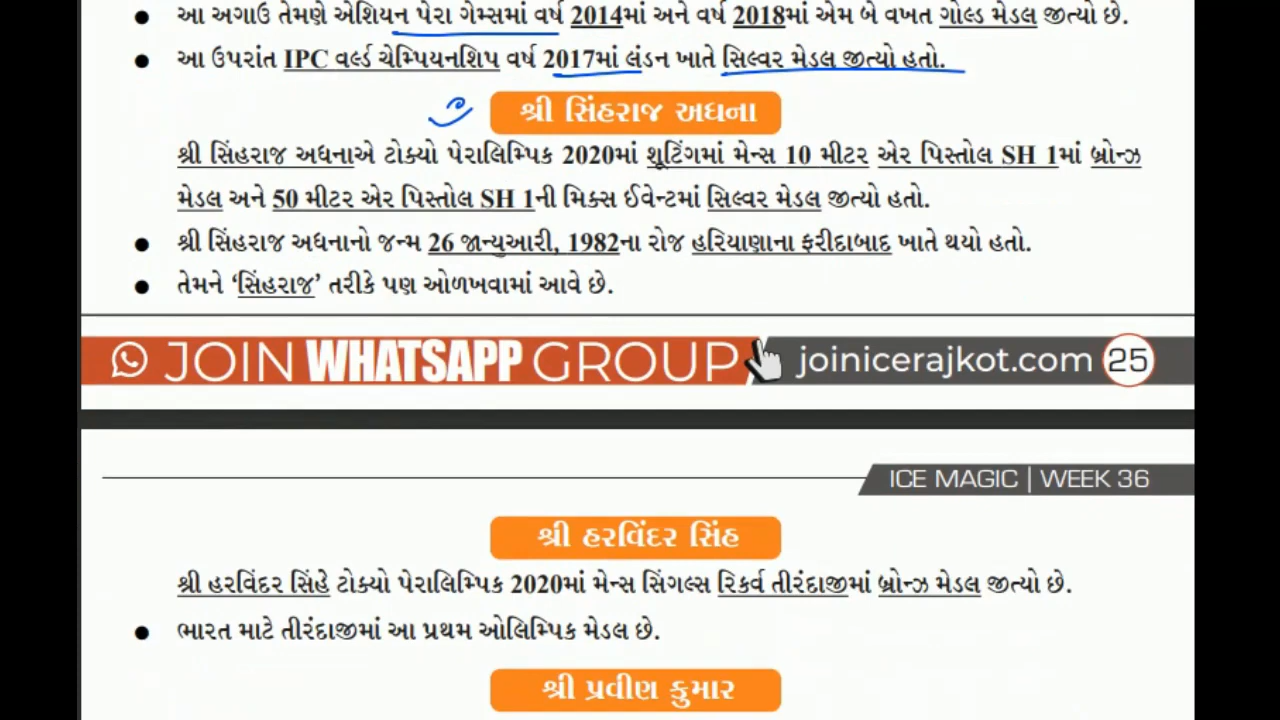 આ અગાઉ તેમણે એશિયન પેરા ગેમ્સમાં વર્ષ 2014માં અને વર્ષ 2018માં એમ બે વખત ગોલ્ડ મેડલ જીત્યો છે.
આ ઉપરાંત IPC વર્લ્ડ ચેમ્પિયનશિપ વર્ષ 2017માં લંડન ખાતે સિલ્વર મેડલ જીત્યો હતો.
શ્રી સિંહરાજ અધના
શ્રી સિંહરાજ અધનાએ ટોક્યો પેરાલિમ્પિક 2020માં શૂટિંગમાં મેન્સ 10 મીટર એર પિસ્તોલ SH 1માં બ્રોન્ઝ
મેડલ અને 50 મીટર એર પિસ્તોલ SH 1ની મિક્સ ઈવેન્ટમાં સિલ્વર મેડલ જીત્યો હતો.
શ્રી સિંહરાજ અધનાનો જન્મ 26 જાન્યુઆરી, 1982ના રોજ હરિયાણાના ફરીદાબાદ ખાતે થયો હતો.
તેમને ‘સિંહરાજ’ તરીકે પણ ઓળખવામાં આવે છે.
JOIN WHATSAPP GROUP joinicerajkot.com 25
ICE MAGIC | WEEK 36
શ્રી હરવિંદર સિંહ
શ્રી હરવિંદર સિંહે ટોક્યો પેરાલિમ્પિક 2020માં મેન્સ સિંગલ્સ રિકર્વ તીરંદાજીમાં બ્રોન્ઝ મેડલ જીત્યો છે.
ભારત માટે તીરંદાજીમાં આ પ્રથમ ઓલિમ્પિક મેડલ છે.
શ્રી પ્રવીણ કુમાર